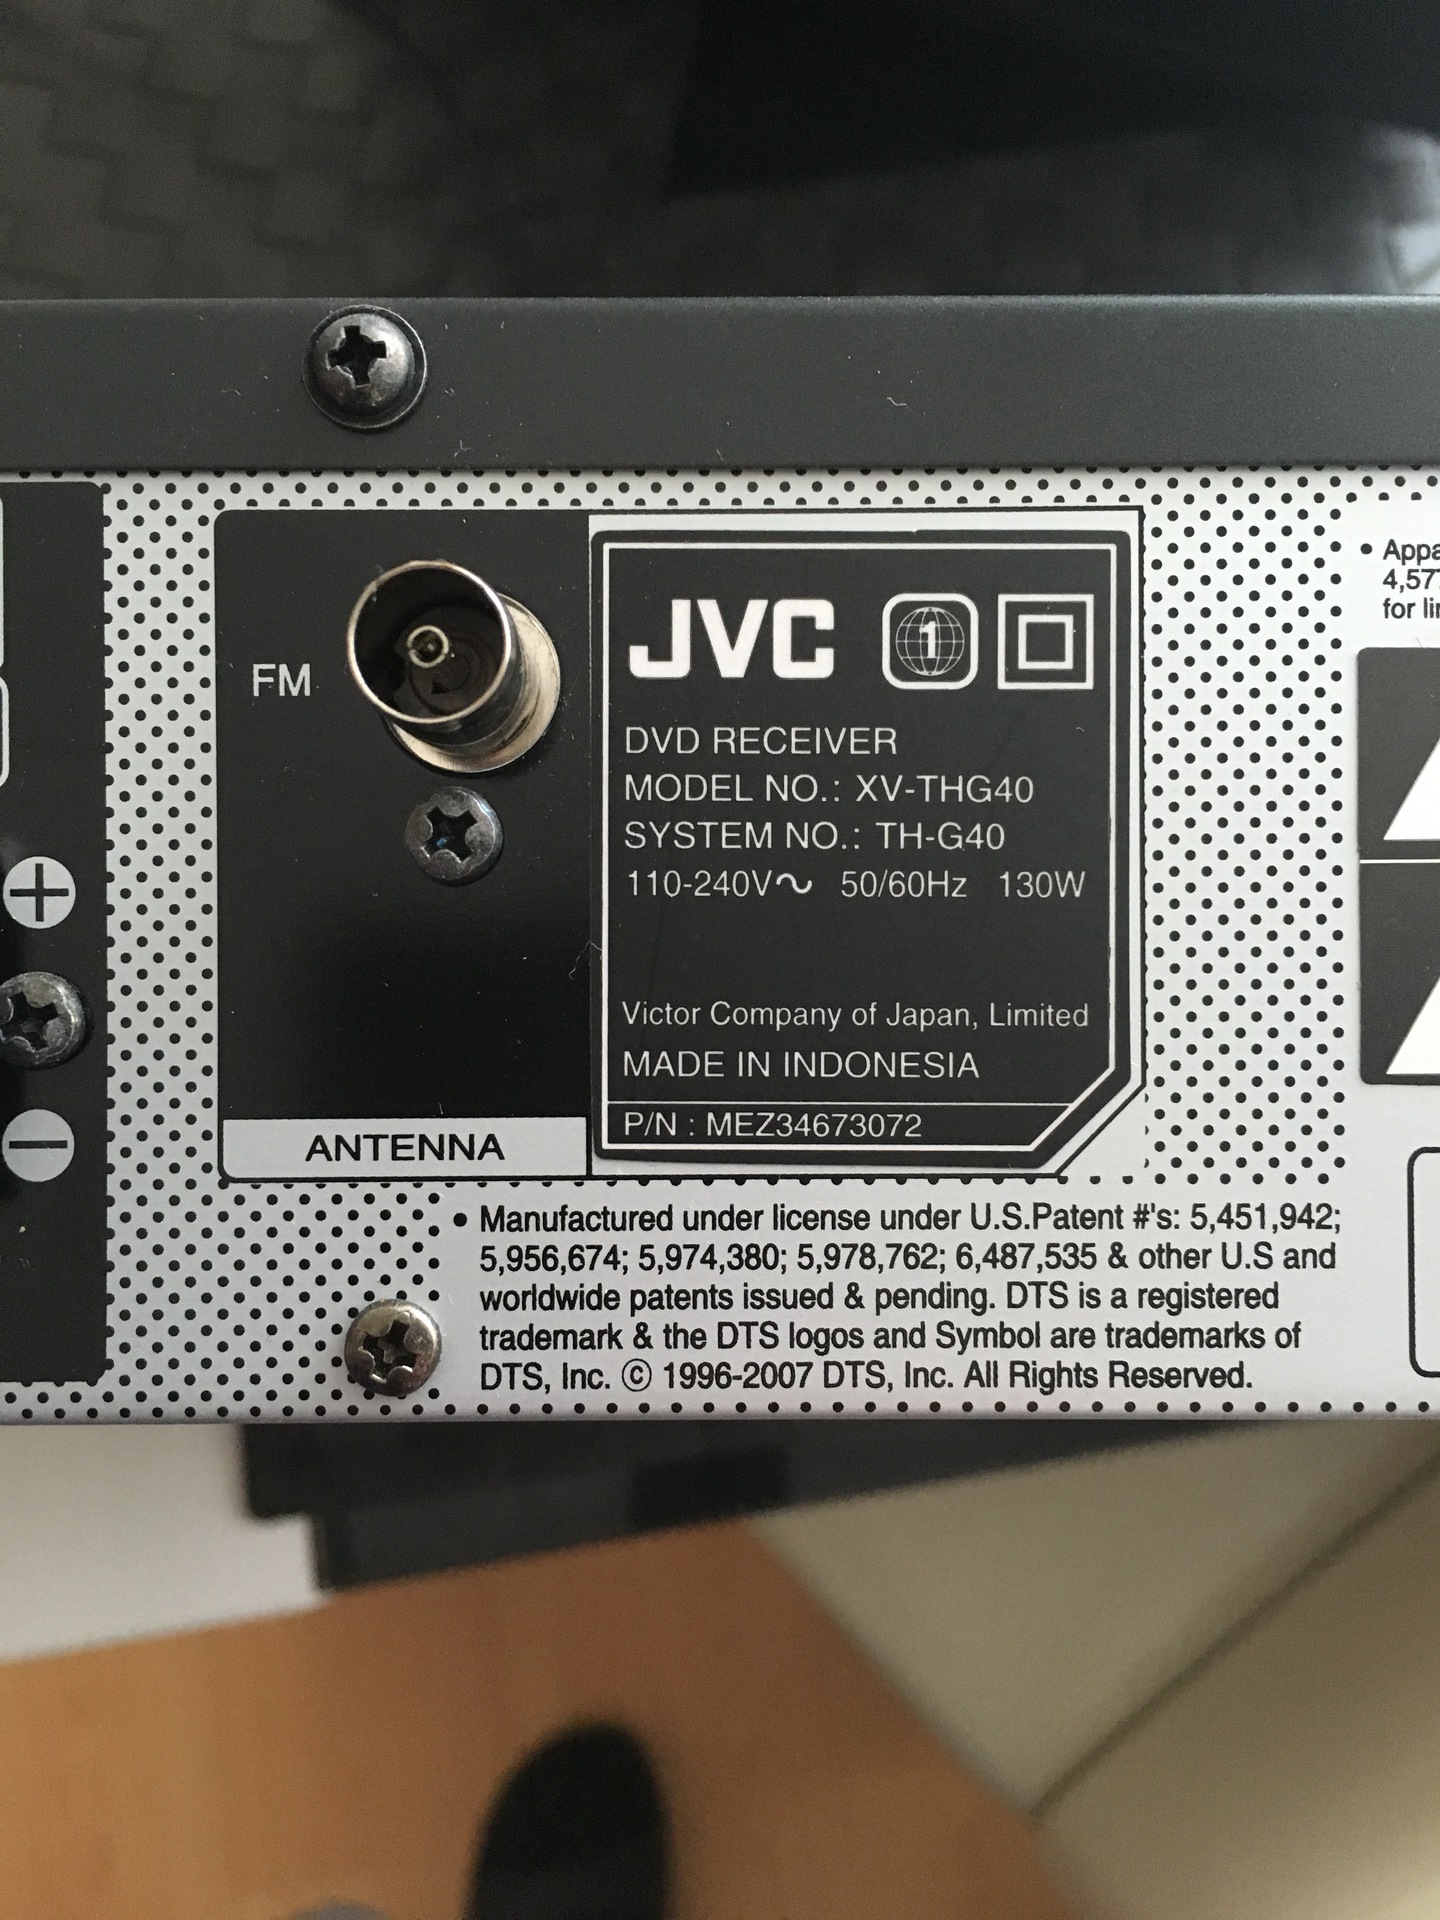 FM
JVC 1
DVD RECEIVER
MODEL NO.: XV-THG40
SYSTEM NO.: TH-G40
110-240V~ 50/60Hz 130W
Victor Company of Japan, Limited
MADE IN INDONESIA
P/N : MEZ34673072
ANTENNA
• Manufactured under license under U.S.Patent #'s: 5,451,942;
5,956,674; 5,974,380; 5,978,762; 6,487,535 & other U.S and
worldwide patents issued & pending. DTS is a registered
trademark & the DTS logos and Symbol are trademarks of
DTS, Inc. © 1996-2007 DTS, Inc. All Rights Reserved.
+
−
for